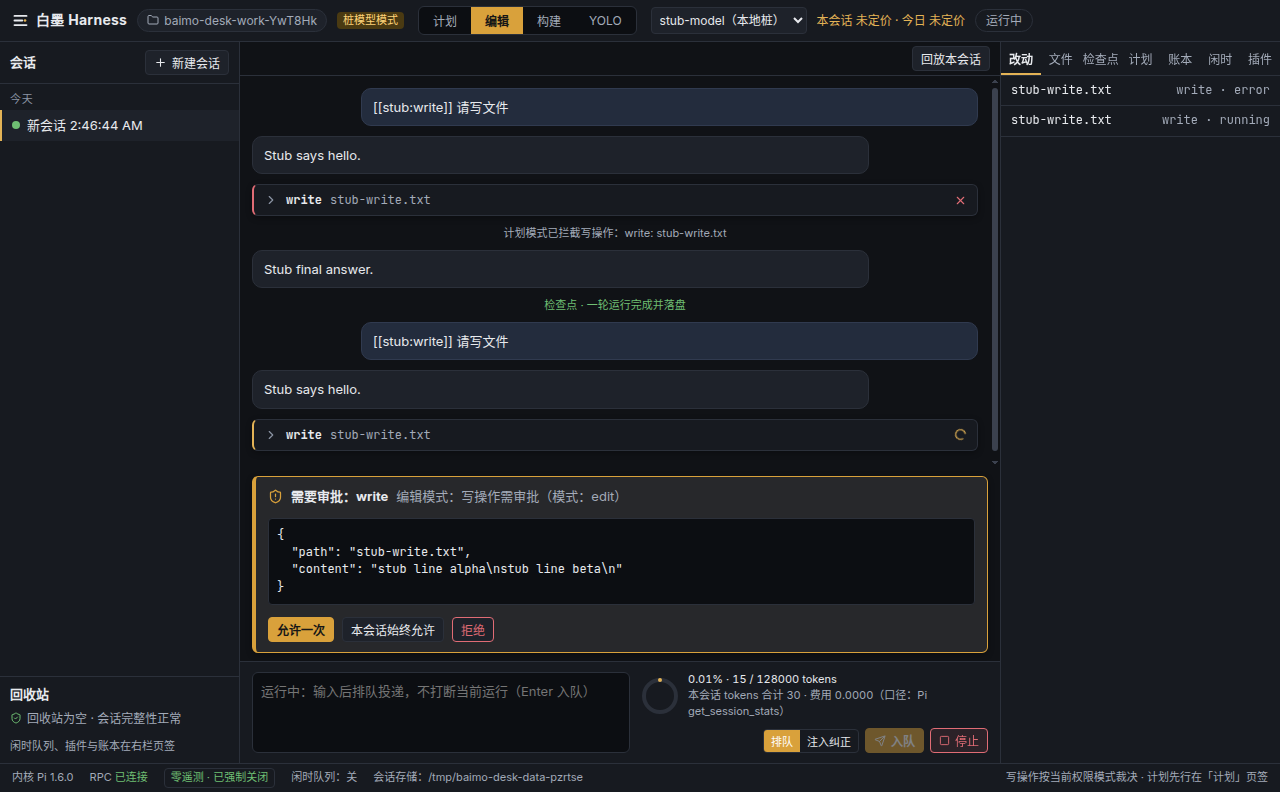 白墨 Harness
baimo-desk-work-YwT8Hk
桩模型模式
计划 编辑 构建 YOLO
stub-model（本地桩）
本会话 未定价 · 今日 未定价
运行中
会话
新建会话
今天
新会话 2:46:44 AM
回放本会话
[[stub:write]] 请写文件
Stub says hello.
write stub-write.txt
计划模式已拦截写操作：write: stub-write.txt
Stub final answer.
检查点 · 一轮运行完成并落盘
[[stub:write]] 请写文件
Stub says hello.
write stub-write.txt
需要审批：write 编辑模式：写操作需审批（模式：edit）
{
"path": "stub-write.txt",
"content": "stub line alpha\nstub line beta\n"
}
允许一次 本会话始终允许 拒绝
运行中：输入后排队投递，不打断当前运行（Enter 入队）
0.01% · 15 / 128000 tokens
本会话 tokens 合计 30 · 费用 0.0000（口径：Pi
get_session_stats）
排队 注入纠正 入队 停止
改动 文件 检查点 计划 账本 闲时 插件
stub-write.txt write · error
stub-write.txt write · running
回收站
回收站为空 · 会话完整性正常
闲时队列、插件与账本在右栏页签
内核 Pi 1.6.0 RPC 已连接 零遥测 · 已强制关闭 闲时队列：关 会话存储：/tmp/baimo-desk-data-pzrtse
写操作按当前权限模式裁决 · 计划先行在「计划」页签